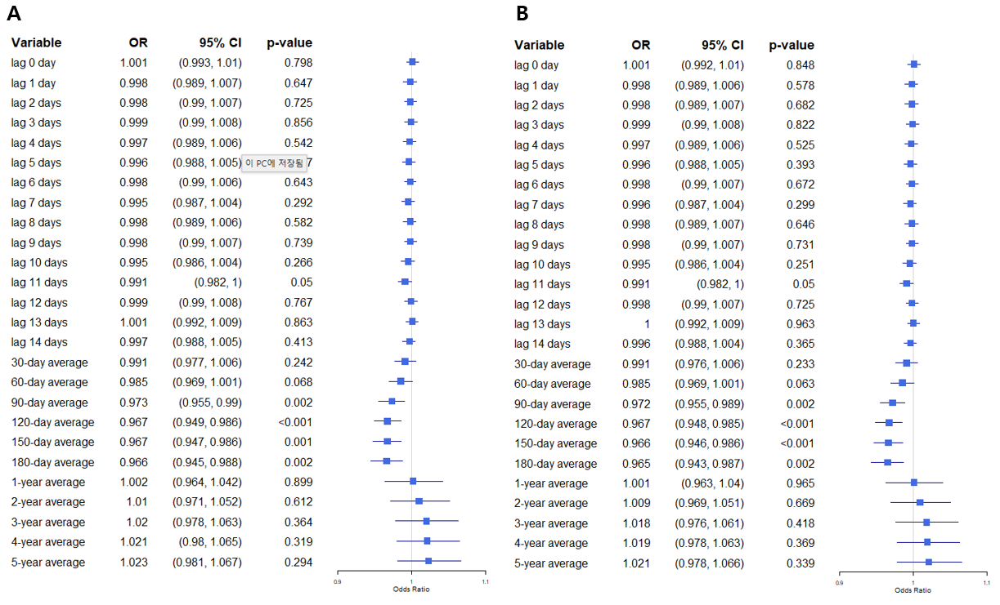 A
Variable OR 95% CI p-value
lag 0 day 1.001 (0.993, 1.01) 0.798
lag 1 day 0.998 (0.989, 1.007) 0.647
lag 2 days 0.998 (0.99, 1.007) 0.725
lag 3 days 0.999 (0.99, 1.008) 0.856
lag 4 days 0.997 (0.989, 1.006) 0.542
lag 5 days 0.996 (0.988, 1.005) 7
이 PC에 저장됨
lag 6 days 0.998 (0.99, 1.006) 0.643
lag 7 days 0.995 (0.987, 1.004) 0.292
lag 8 days 0.998 (0.989, 1.006) 0.582
lag 9 days 0.998 (0.99, 1.007) 0.739
lag 10 days 0.995 (0.986, 1.004) 0.266
lag 11 days 0.991 (0.982, 1) 0.05
lag 12 days 0.999 (0.99, 1.008) 0.767
lag 13 days 1.001 (0.992, 1.009) 0.863
lag 14 days 0.997 (0.988, 1.005) 0.413
30-day average 0.991 (0.977, 1.006) 0.242
60-day average 0.985 (0.969, 1.001) 0.068
90-day average 0.973 (0.955, 0.99) 0.002
120-day average 0.967 (0.949, 0.986) <0.001
150-day average 0.967 (0.947, 0.986) 0.001
180-day average 0.966 (0.945, 0.988) 0.002
1-year average 1.002 (0.964, 1.042) 0.899
2-year average 1.01 (0.971, 1.052) 0.612
3-year average 1.02 (0.978, 1.063) 0.364
4-year average 1.021 (0.98, 1.065) 0.319
5-year average 1.023 (0.981, 1.067) 0.294
0.9 1 1.1
Odds Ratio
B
Variable OR 95% CI p-value
lag 0 day 1.001 (0.992, 1.01) 0.848
lag 1 day 0.998 (0.989, 1.006) 0.578
lag 2 days 0.998 (0.989, 1.007) 0.682
lag 3 days 0.999 (0.99, 1.008) 0.822
lag 4 days 0.997 (0.989, 1.006) 0.525
lag 5 days 0.996 (0.988, 1.005) 0.393
lag 6 days 0.998 (0.99, 1.007) 0.672
lag 7 days 0.996 (0.987, 1.004) 0.299
lag 8 days 0.998 (0.989, 1.007) 0.646
lag 9 days 0.998 (0.99, 1.007) 0.731
lag 10 days 0.995 (0.986, 1.004) 0.251
lag 11 days 0.991 (0.982, 1) 0.05
lag 12 days 0.998 (0.99, 1.007) 0.725
lag 13 days 1 (0.992, 1.009) 0.963
lag 14 days 0.996 (0.988, 1.004) 0.365
30-day average 0.991 (0.976, 1.006) 0.233
60-day average 0.985 (0.969, 1.001) 0.063
90-day average 0.972 (0.955, 0.989) 0.002
120-day average 0.967 (0.948, 0.985) <0.001
150-day average 0.966 (0.946, 0.986) <0.001
180-day average 0.965 (0.943, 0.987) 0.002
1-year average 1.001 (0.963, 1.04) 0.965
2-year average 1.009 (0.969, 1.051) 0.669
3-year average 1.018 (0.976, 1.061) 0.418
4-year average 1.019 (0.978, 1.063) 0.369
5-year average 1.021 (0.978, 1.066) 0.339
0.9 1 1.1
Odds Ratio